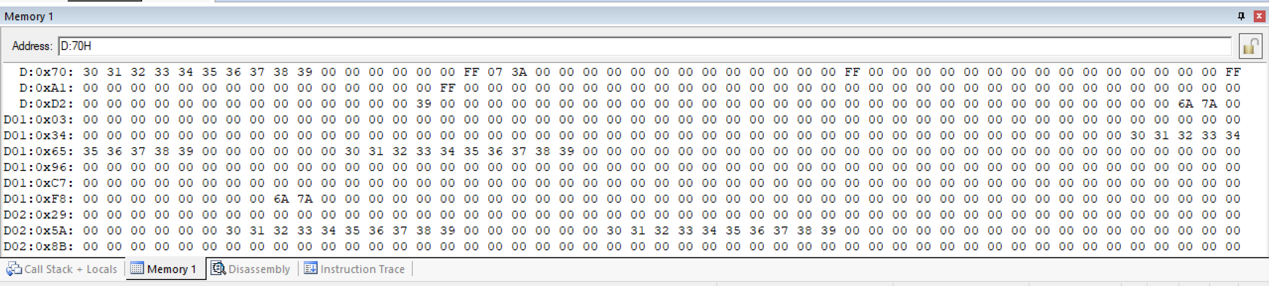 Memory 1
Address: D:70H
D:0x70: 30 31 32 33 34 35 36 37 38 39 00 00 00 00 00 00 FF 07 3A 00 00 00 00 00 00 00 00 00 00 00 00 00 FF 00 00 00 00 00 00 00 00 00 00 00 00 00 00 00 FF
D:0xA1: 00 00 00 00 00 00 00 00 00 00 00 00 00 00 00 FF 00 00 00 00 00 00 00 00 00 00 00 00 00 00 00 00 00 00 00 00 00 00 00 00 00 00 00 00 00 00 00 00 00
D:0xD2: 00 00 00 00 00 00 00 00 00 00 00 00 00 00 39 00 00 00 00 00 00 00 00 00 00 00 00 00 00 00 00 00 00 00 00 00 00 00 00 00 00 00 00 00 00 00 6A 7A 00
D01:0x03: 00 00 00 00 00 00 00 00 00 00 00 00 00 00 00 00 00 00 00 00 00 00 00 00 00 00 00 00 00 00 00 00 00 00 00 00 00 00 00 00 00 00 00 00 00 00 00 00 00
D01:0x34: 00 00 00 00 00 00 00 00 00 00 00 00 00 00 00 00 00 00 00 00 00 00 00 00 00 00 00 00 00 00 00 00 00 00 00 00 00 00 00 00 00 00 00 00 30 31 32 33 34
D01:0x65: 35 36 37 38 39 00 00 00 00 00 00 30 31 32 33 34 35 36 37 38 39 00 00 00 00 00 00 00 00 00 00 00 00 00 00 00 00 00 00 00 00 00 00 00 00 00 00 00 00
D01:0x96: 00 00 00 00 00 00 00 00 00 00 00 00 00 00 00 00 00 00 00 00 00 00 00 00 00 00 00 00 00 00 00 00 00 00 00 00 00 00 00 00 00 00 00 00 00 00 00 00 00
D01:0xC7: 00 00 00 00 00 00 00 00 00 00 00 00 00 00 00 00 00 00 00 00 00 00 00 00 00 00 00 00 00 00 00 00 00 00 00 00 00 00 00 00 00 00 00 00 00 00 00 00 00
D01:0xF8: 00 00 00 00 00 00 00 00 6A 7A 00 00 00 00 00 00 00 00 00 00 00 00 00 00 00 00 00 00 00 00 00 00 00 00 00 00 00 00 00 00 00 00 00 00 00 00 00 00 00
D02:0x29: 00 00 00 00 00 00 00 00 00 00 00 00 00 00 00 00 00 00 00 00 00 00 00 00 00 00 00 00 00 00 00 00 00 00 00 00 00 00 00 00 00 00 00 00 00 00 00 00 00
D02:0x5A: 00 00 00 00 00 00 30 31 32 33 34 35 36 37 38 39 00 00 00 00 00 00 30 31 32 33 34 35 36 37 38 39 00 00 00 00 00 00 00 00 00 00 00 00 00 00 00 00 00
D02:0x8B: 00 00 00 00 00 00 00 00 00 00 00 00 00 00 00 00 00 00 00 00 00 00 00 00 00 00 00 00 00 00 00 00 00 00 00 00 00 00 00 00 00 00 00 00 00 00 00 00 00
Call Stack + Locals Memory 1 Disassembly Instruction Trace